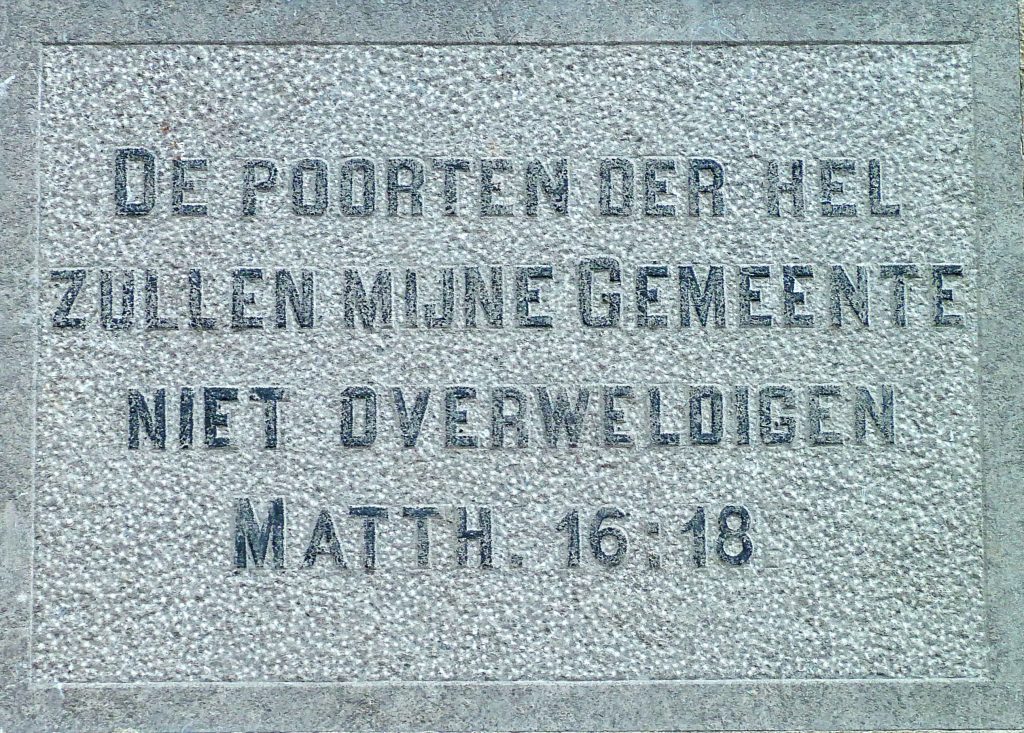 DE POORTEN DER HEL
ZULLEN MIJNE GEMEENTE
NIET OVERWELDIGEN
MATTH. 16:18